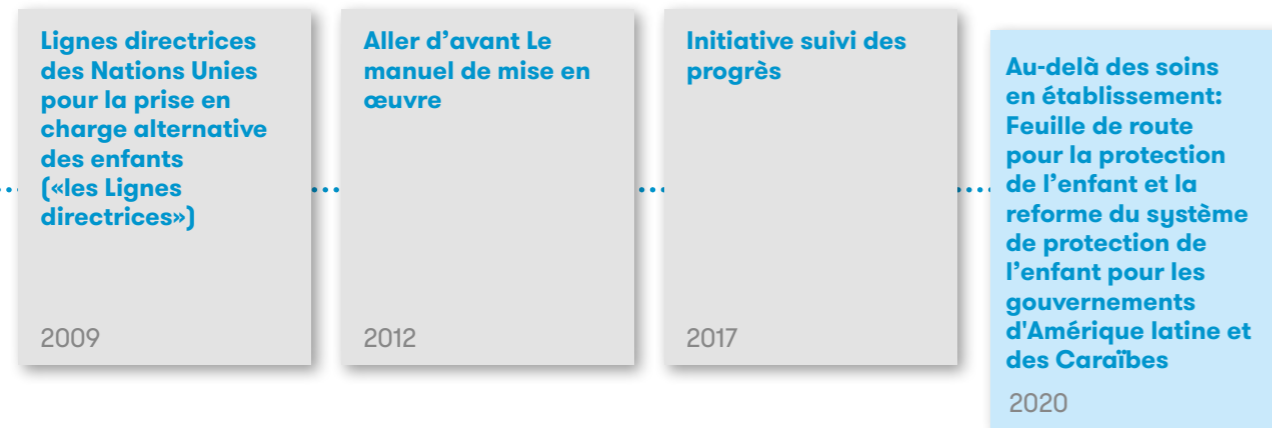 Lignes directrices
des Nations Unies
pour la prise en
charge alternative
des enfants
(«les Lignes
directrices»)
2009
Aller d’avant Le
manuel de mise en
œuvre
2012
Initiative suivi des
progrès
2017
Au-delà des soins
en établissement:
Feuille de route
pour la protection
de l’enfant et la
reforme du système
de protection de
l’enfant pour les
gouvernements
d'Amérique latine et
des Caraïbes
2020